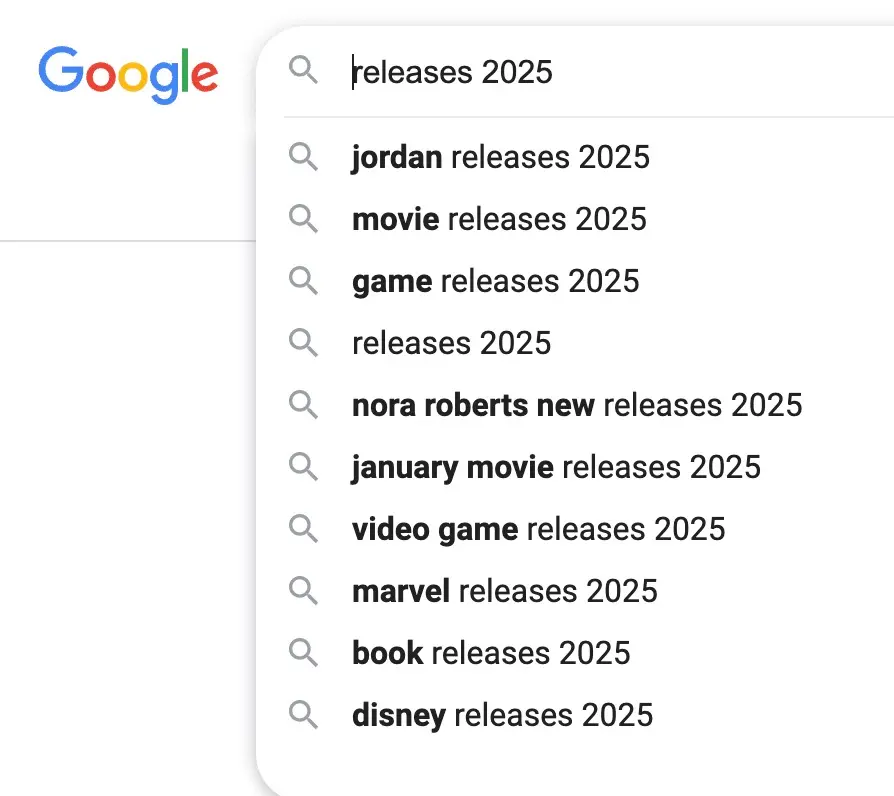 Google
releases 2025
jordan releases 2025
movie releases 2025
game releases 2025
releases 2025
nora roberts new releases 2025
january movie releases 2025
video game releases 2025
marvel releases 2025
book releases 2025
disney releases 2025